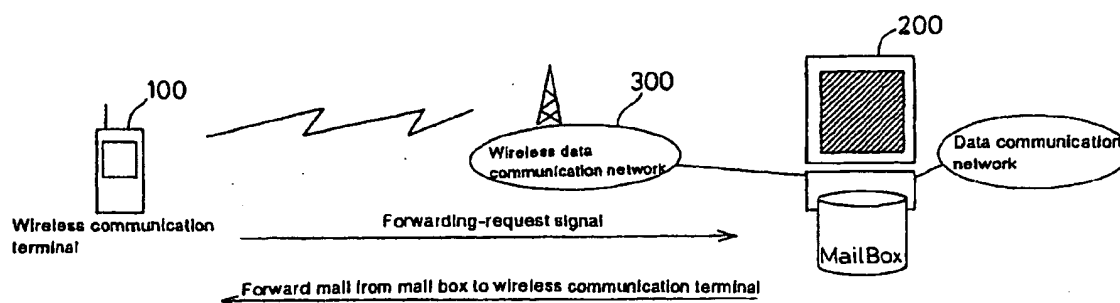 200
100
300
Wireless data
communication network
Data communication
network
Wireless communication
terminal
Forwarding-request signal
MailBox
Forward mail from mail box to wireless communication terminal